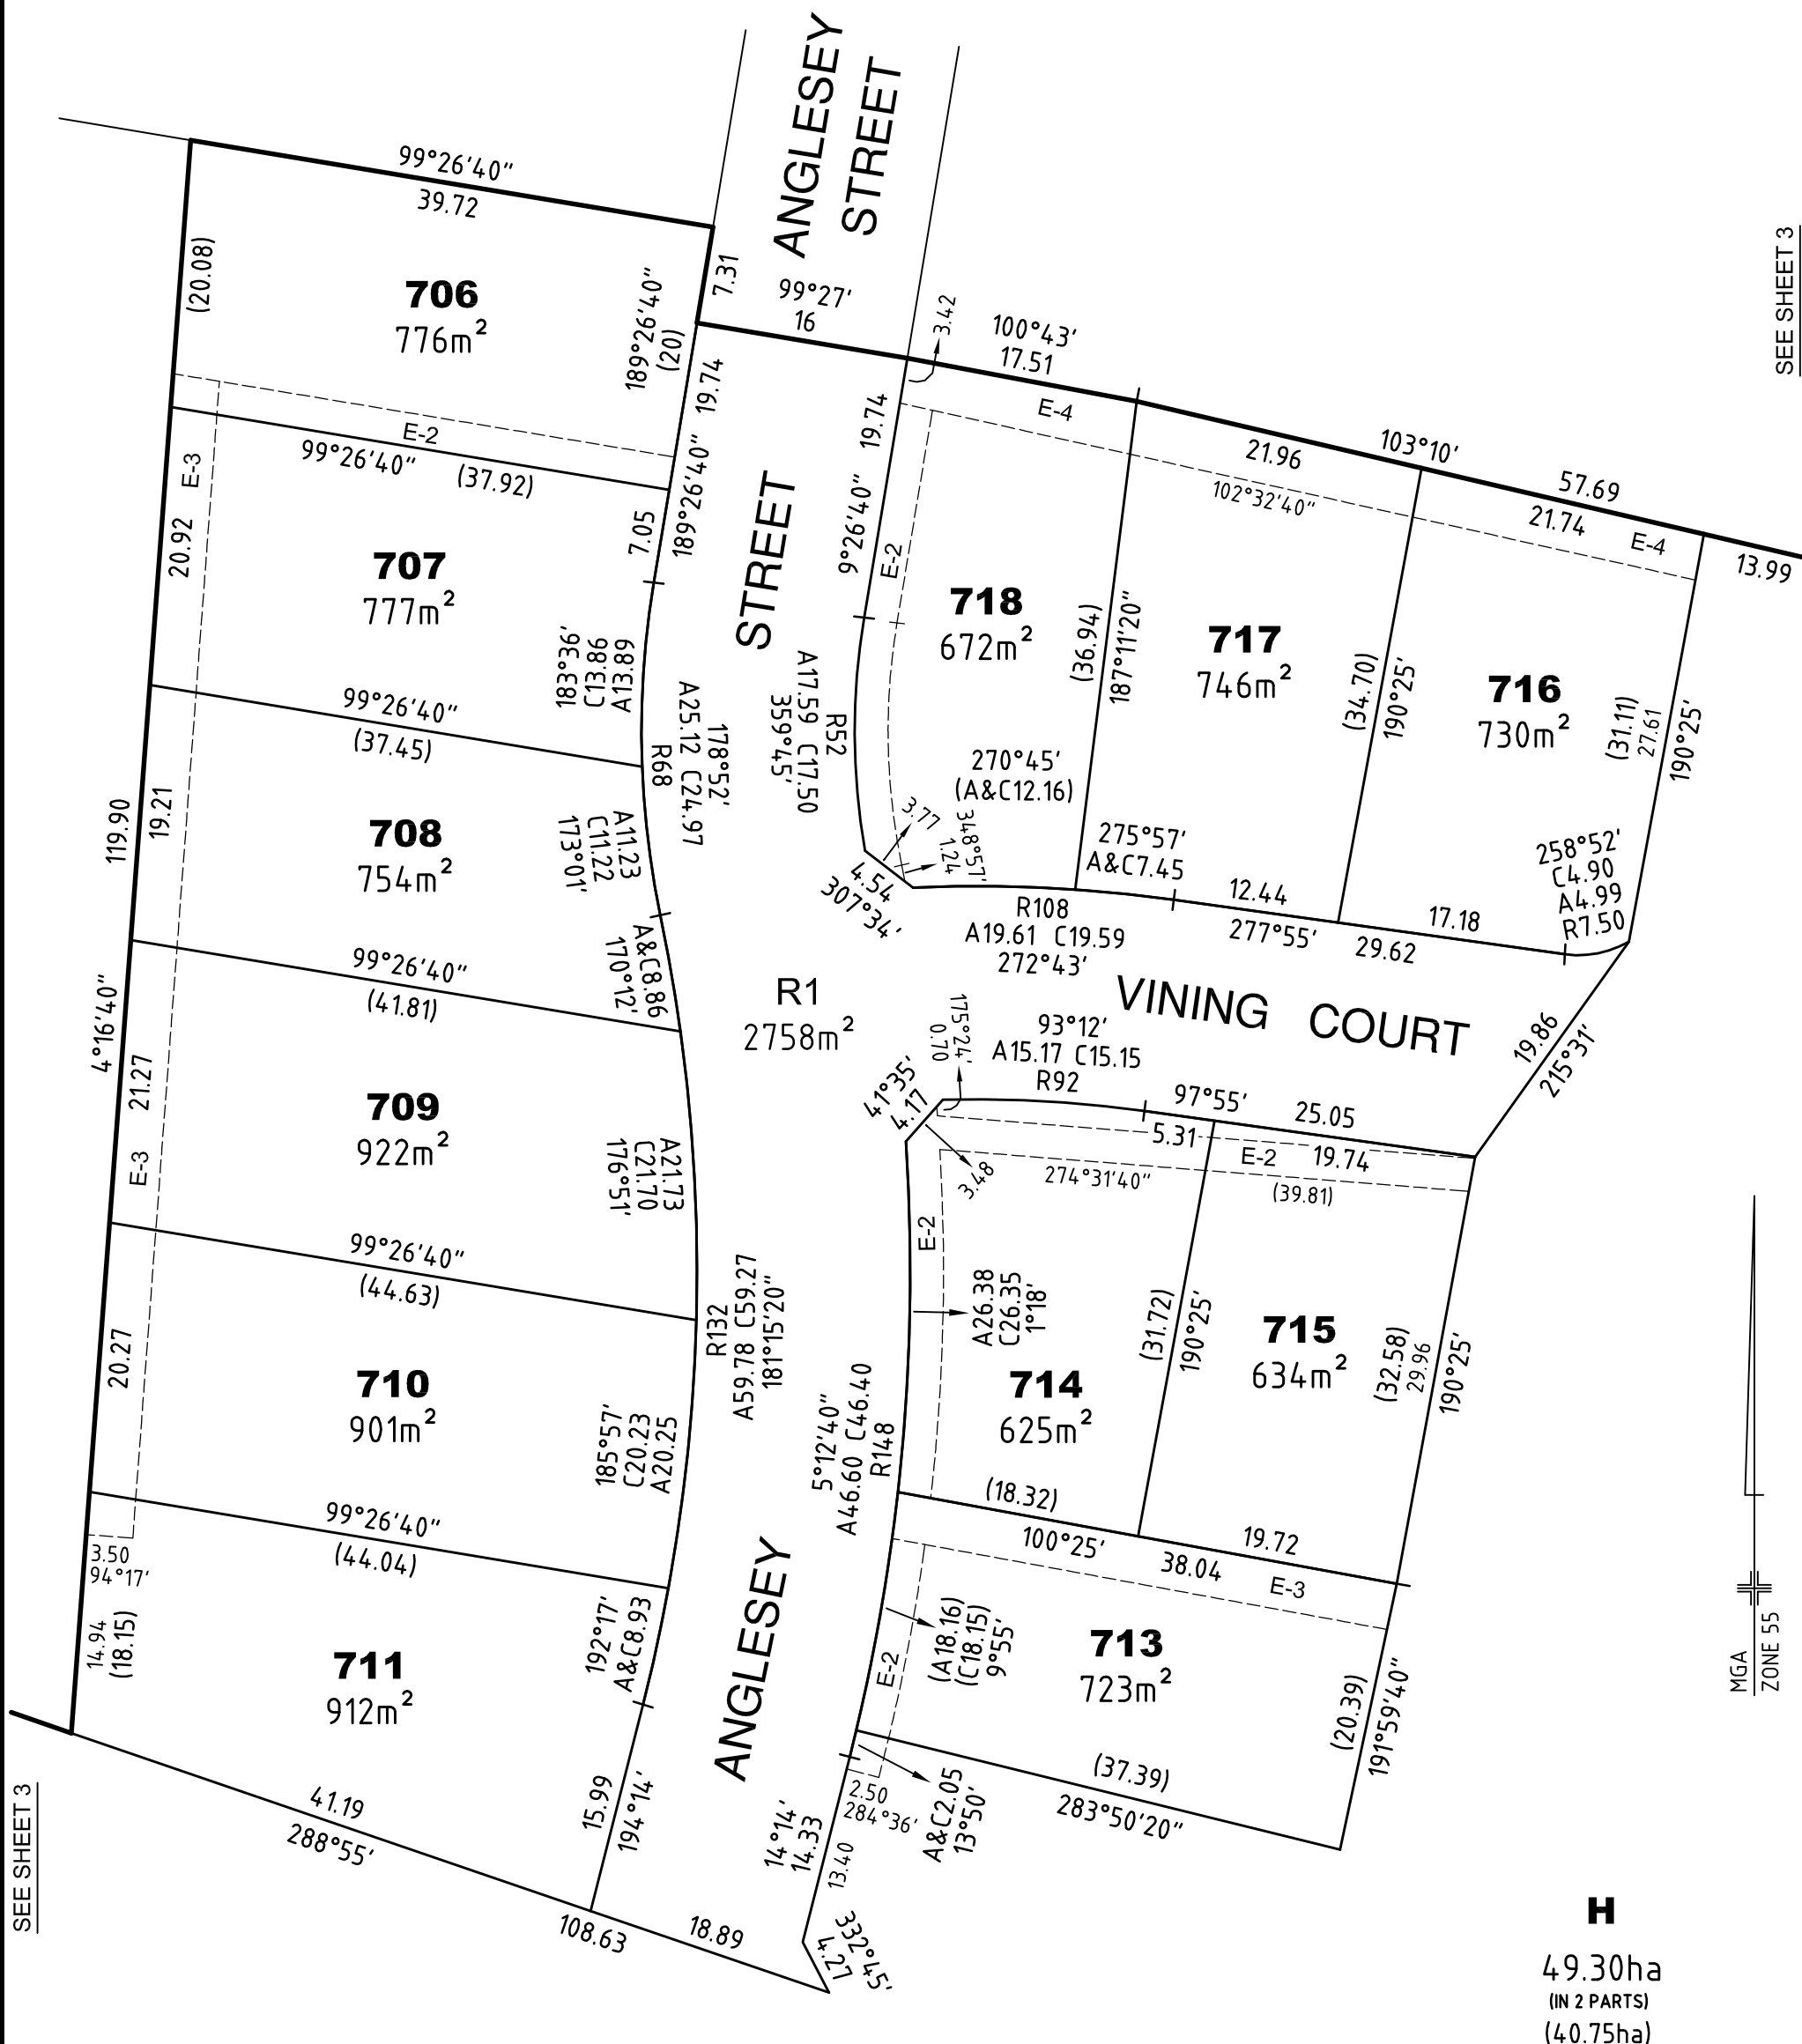 ANGLESEY
STREET
99°26'40"
39.72
(20.08)
706
776m²
189°26'40"
(20)
7.31
99°27'
16
3.42
100°43'
17.51
SEE SHEET 3
E-4
19.74
19.74
E-2
99°26'40"
(37.92)
E-3
20.92
707
777m²
7.05
189°26'40"
STREET
9°26'40"
E-2
718
672m²
(36.94)
187°11'20"
21.96
103°10'
57.69
102°32'40"
21.74
E-4
13.99
717
746m²
(34.70)
190°25'
716
730m²
(31.11)
27.61
190°25'
183°36'
C13.86
A13.89
99°26'40"
(37.45)
R68
A25.12 C24.97
178°52'
R52
A17.59 C17.50
359°45'
270°45'
(A&C12.16)
3.77
1.24
348°57'
4.54
307°34'
275°57'
A&C7.45
12.44
17.18
258°52'
C4.90
A4.99
R7.50
119.90
19.21
708
754m²
A11.23
C11.22
173°01'
R108
A19.61 C19.59
272°43'
277°55'
29.62
A&C8.86
170°12'
99°26'40"
(41.81)
R1
2758m²
VINING COURT
4°16'40"
21.27
E-3
709
922m²
A21.73
C21.70
176°51'
175°24'
0.70
93°12'
A15.17 C15.15
R92
41°35'
4.17
97°55'
25.05
19.86
215°31'
5.31
E-2
19.74
3.48
274°31'40"
(39.81)
E-2
99°26'40"
(44.63)
R132
A59.78 C59.27
181°15'20"
A26.38
C26.35
1°18'
(31.72)
190°25'
715
634m²
(32.58)
29.96
190°25'
20.27
710
901m²
185°57'
C20.23
A20.25
5°12'40"
A46.60 C46.40
R148
714
625m²
(18.32)
100°25'
38.04
19.72
E-3
99°26'40"
(44.04)
3.50
94°17'
14.94
(18.15)
711
912m²
192°17'
A&C8.93
ANGLESEY
E-2
(A18.16)
(C18.15)
9°55'
713
723m²
(20.39)
191°59'40"
MGA
ZONE 55
(37.39)
283°50'20"
2.50
284°36'
A&C2.05
13°50'
SEE SHEET 3
41.19
288°55'
15.99
194°14'
14°14'
14.33
13.40
108.63
18.89
332°45'
4.27
H
49.30ha
(IN 2 PARTS)
(40.75ha)